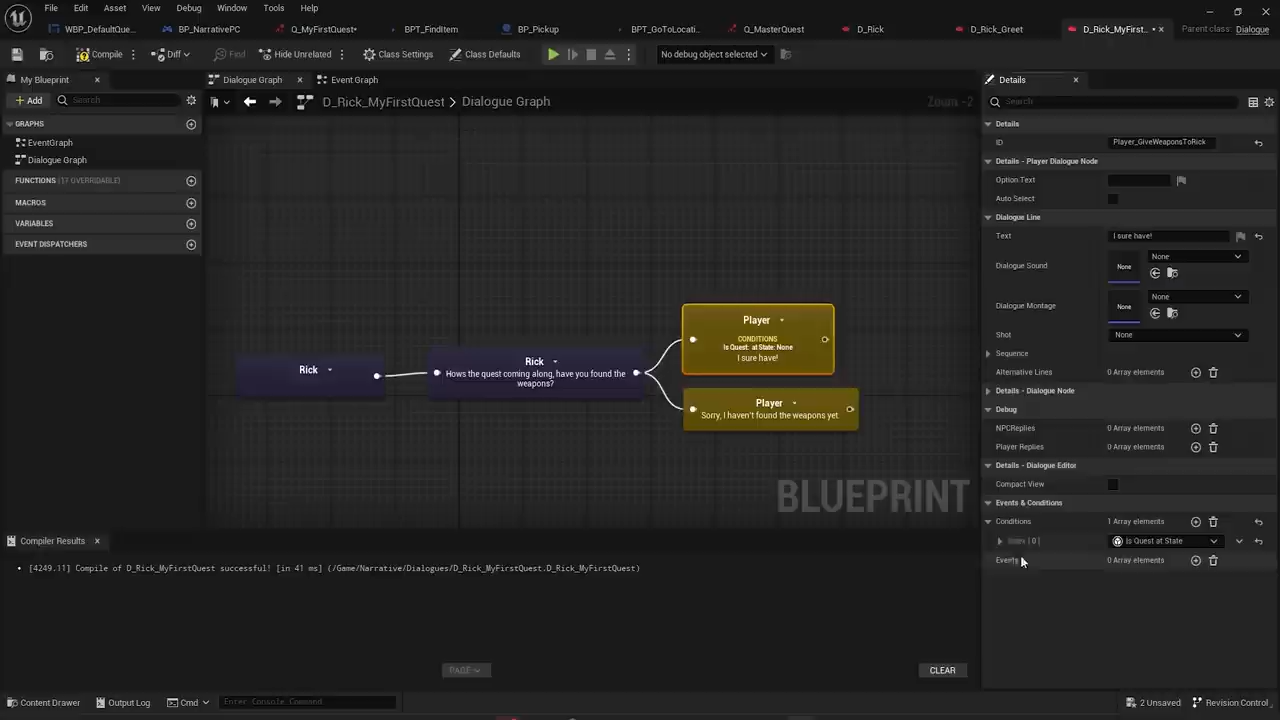 File Edit Asset View Debug Window Tools Help
WBP_DefaultQue... BP_NarrativePC Q_MyFirstQuest* BPT_FindItem BP_Pickup BPT_GoToLocati... Q_MasterQuest D_Rick D_Rick_Greet D_Rick_MyFirst... Parent class: Dialogue
Compile Diff Find Hide Unrelated Class Settings Class Defaults No debug object selected
My Blueprint Dialogue Graph Event Graph Details
Add Search D_Rick_MyFirstQuest > Dialogue Graph Zoom -2 Search
GRAPHS
EventGraph
Dialogue Graph
FUNCTIONS (17 OVERRIDABLE)
MACROS
VARIABLES
EVENT DISPATCHERS
Rick
Rick
Hows the quest coming along, have you found the
weapons?
Player
CONDITIONS
Is Quest: at State: None
I sure have!
Player
Sorry, I haven't found the weapons yet
BLUEPRINT
Details
ID Player_GiveWeaponsToRick
Details - Player Dialogue Node
Option Text
Auto Select
Dialogue Line
Text I sure have!
Dialogue Sound None None
Dialogue Montage None None
Shot None
Sequence
Alternative Lines 0 Array elements
Details - Dialogue Node
Debug
NPCReplies 0 Array elements
Player Replies 0 Array elements
Details - Dialogue Editor
Compact View
Events & Conditions
Conditions 1 Array elements
Index [ 0 ] Is Quest at State
Events 0 Array elements
Compiler Results
[4249.11] Compile of D_Rick_MyFirstQuest successful! [in 41 ms] (/Game/Narrative/Dialogues/D_Rick_MyFirstQuest.D_Rick_MyFirstQuest)
PAGE CLEAR
Content Drawer Output Log Cmd Enter Console Command 2 Unsaved Revision Control